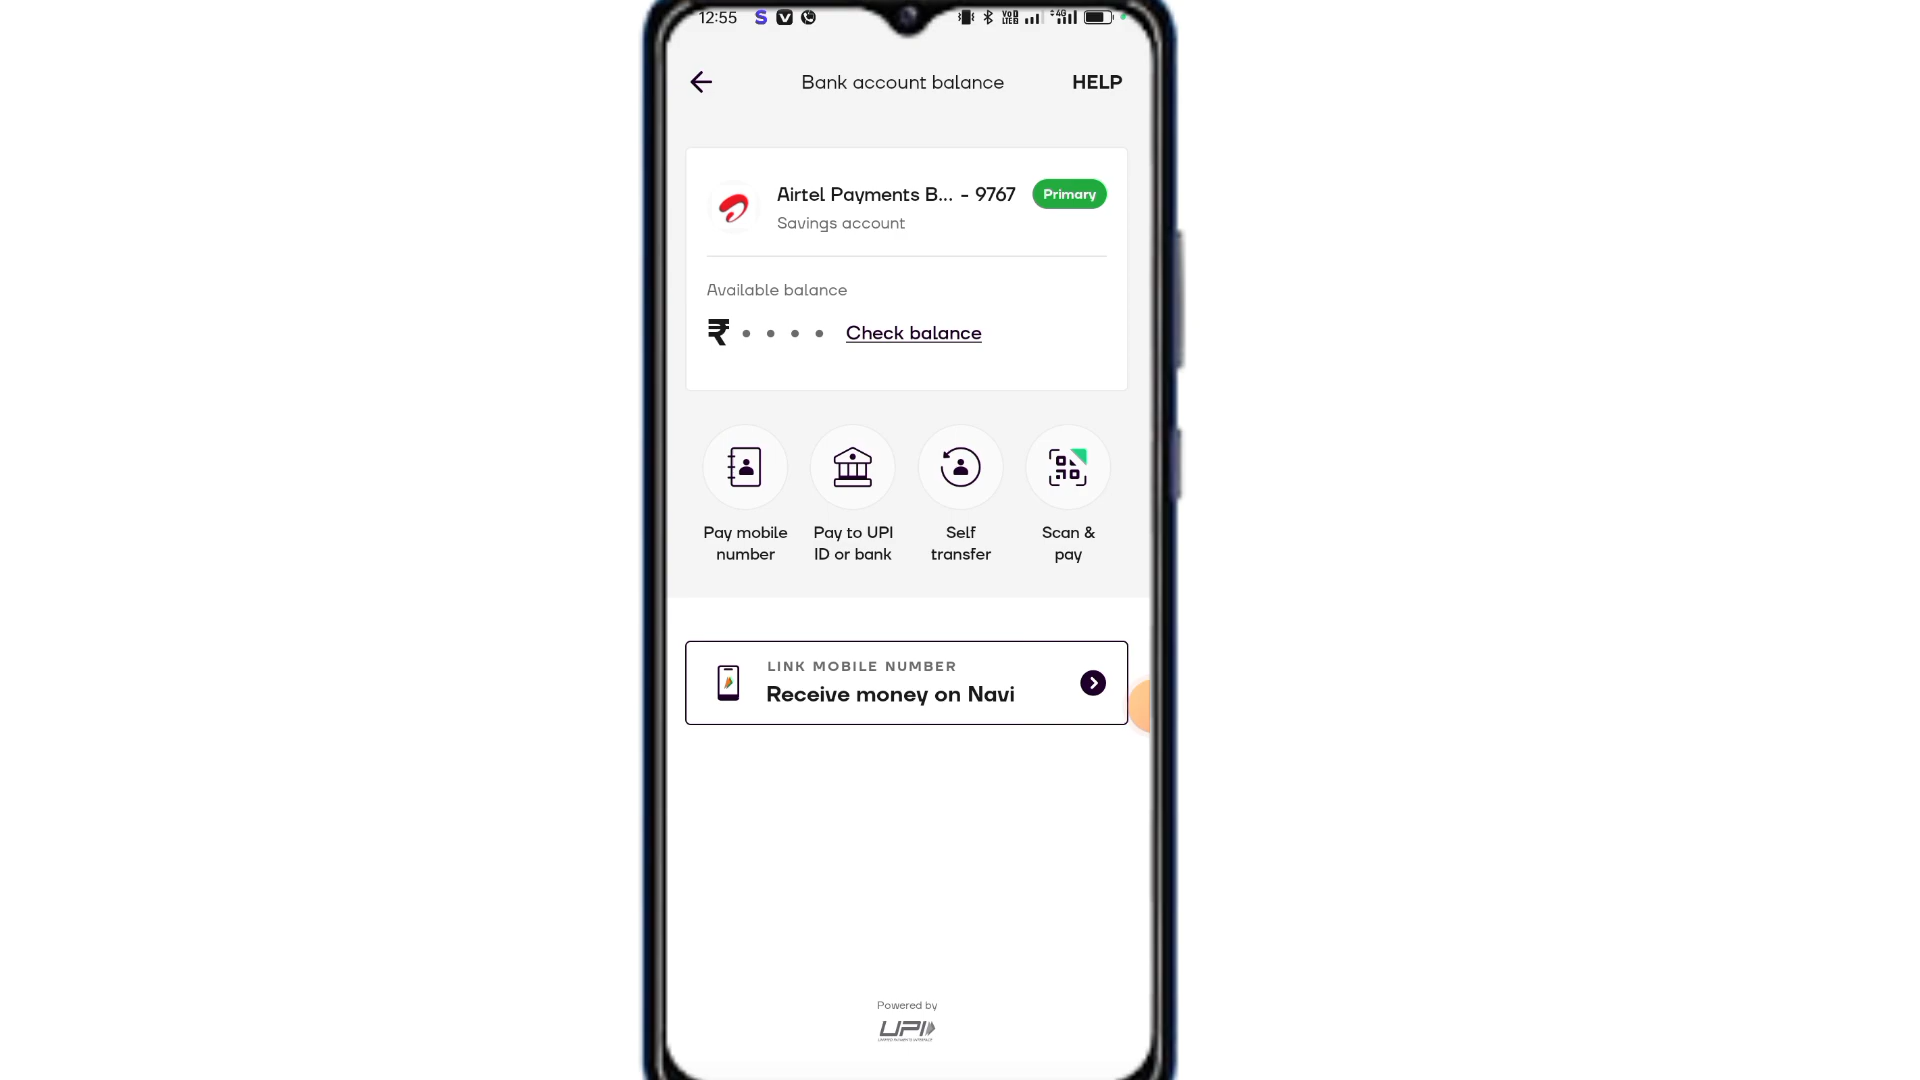 12:55
Bank account balance
HELP
Airtel Payments B... - 9767
Primary
Savings account
Available balance
₹ • • • • Check balance
Pay mobile
number
Pay to UPI
ID or bank
Self
transfer
Scan &
pay
LINK MOBILE NUMBER
Receive money on Navi
Powered by
UPI